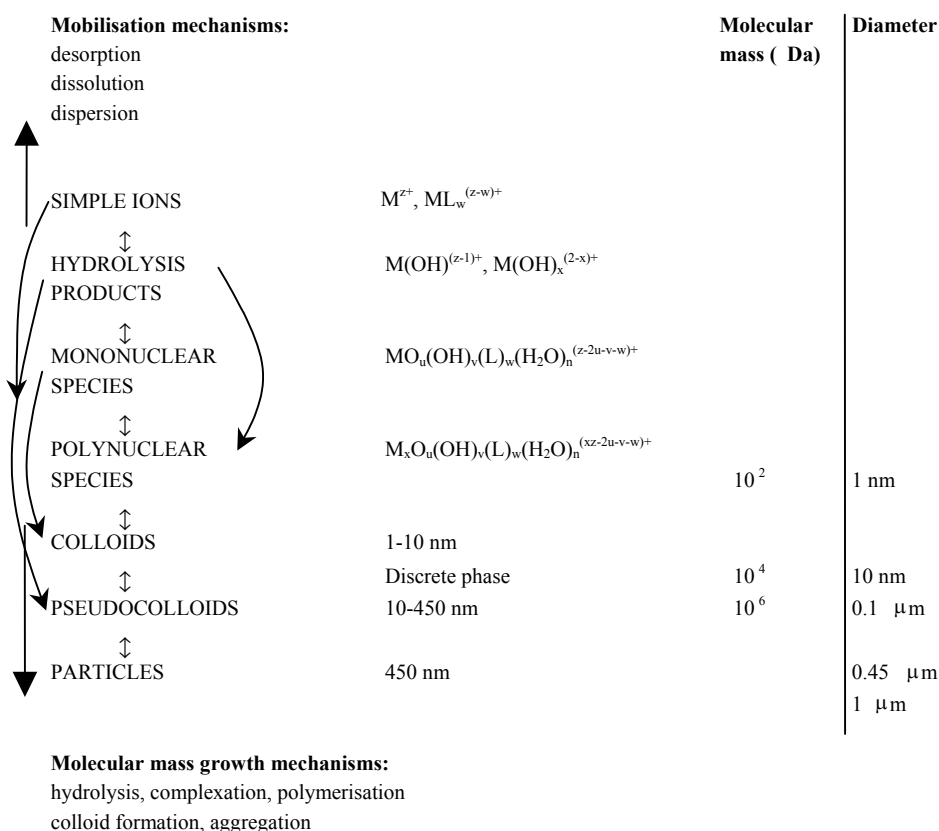 Mobilisation mechanisms: Molecular Diameter
desorption mass ( Da)
dissolution
dispersion
SIMPLE IONS M^{z+}, ML_w^{(z-w)+}
↕
HYDROLYSIS M(OH)^{(z-1)+}, M(OH)_x^{(2-x)+}
PRODUCTS
↕
MONONUCLEAR MO_u(OH)_v(L)_w(H_2O)_n^{(z-2u-v-w)+}
SPECIES
↕
POLYNUCLEAR M_xO_u(OH)_v(L)_w(H_2O)_n^{(xz-2u-v-w)+}
SPECIES 10^2 1 nm
↕
COLLOIDS 1-10 nm
↕ Discrete phase 10^4 10 nm
PSEUDOCOLLOIDS 10-450 nm 10^6 0.1 μm
↕
PARTICLES 450 nm 0.45 μm
1 μm
Molecular mass growth mechanisms:
hydrolysis, complexation, polymerisation
colloid formation, aggregation